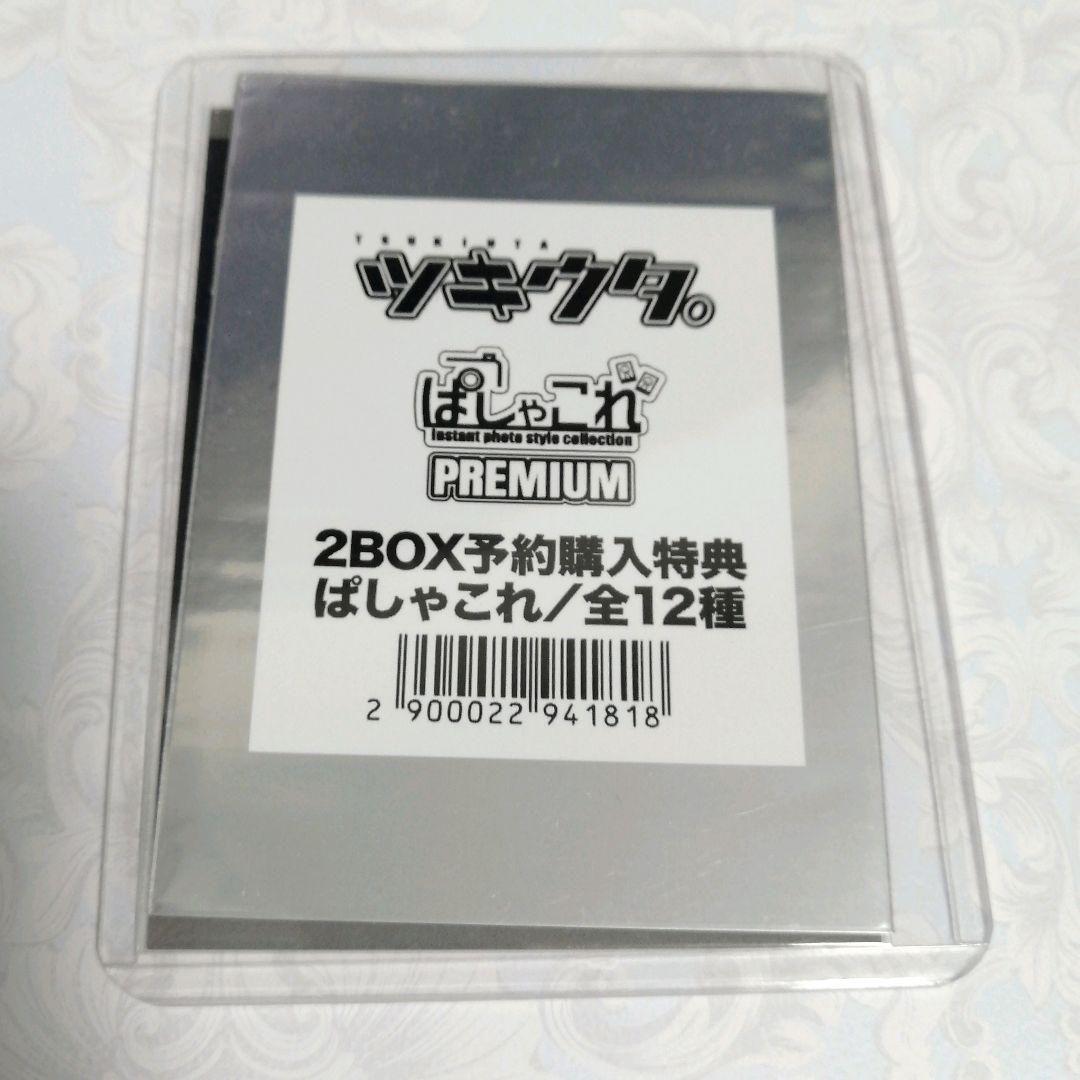 TSUKIUTA
ツキウタ。
ぱしゃこれ
instant photo style collection
PREMIUM
2BOX予約購入特典
ぱしゃこれ/全12種
2 900022 941818